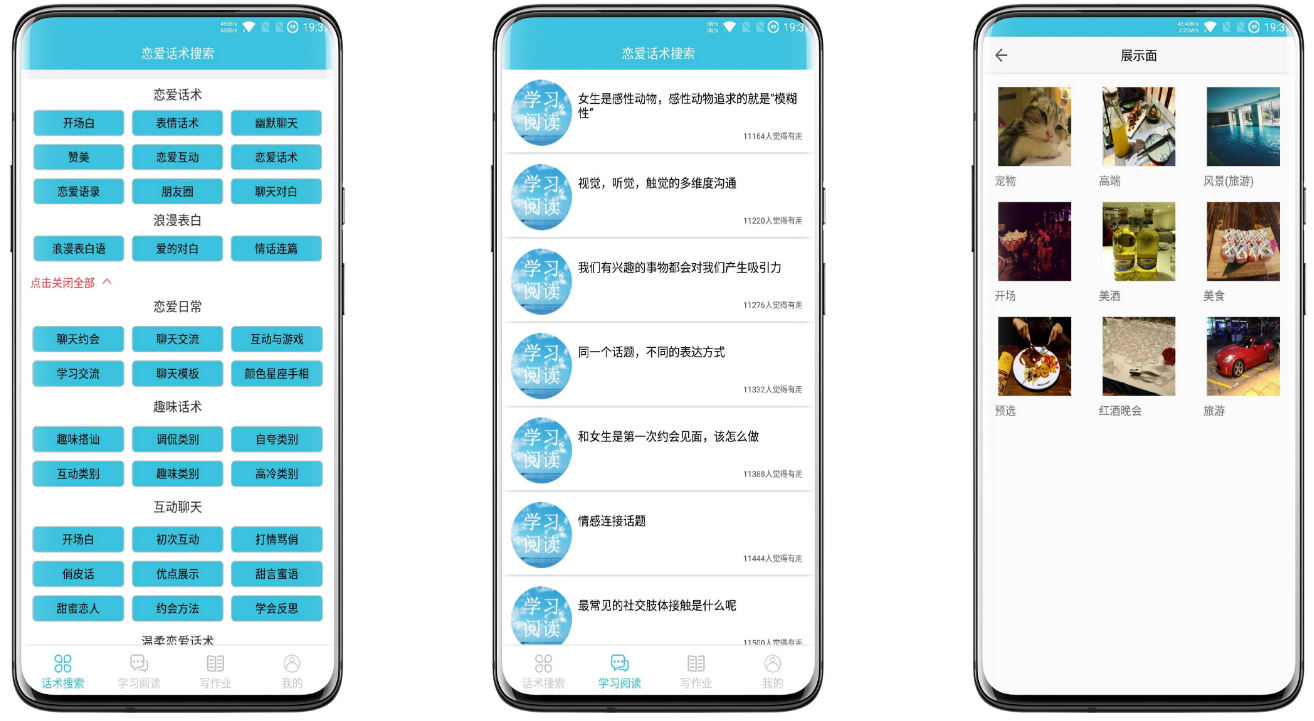 19:3
恋爱话术搜索
恋爱话术
开场白 表情话术 幽默聊天
赞美 恋爱互动 恋爱话术
恋爱语录 朋友圈 聊天对白
浪漫表白
浪漫表白语 爱的对白 情话连篇
点击关闭全部
恋爱日常
聊天约会 聊天交流 互动与游戏
学习交流 聊天模板 颜色星座手相
趣味话术
趣味搭讪 调侃类别 自夸类别
互动类别 趣味类别 高冷类别
互动聊天
开场白 初次互动 打情骂俏
俏皮话 优点展示 甜言蜜语
甜蜜恋人 约会方法 学会反思
温柔恋爱话术
话术搜索 学习阅读 写作业 我的
19:3
恋爱话术搜索
学习
阅读
女生是感性动物，感性动物追求的就是“模糊
性”
11164人觉得有用
学习
阅读
视觉，听觉，触觉的多维度沟通
11220人觉得有用
学习
阅读
我们有兴趣的事物都会对我们产生吸引力
11276人觉得有用
学习
阅读
同一个话题，不同的表达方式
11332人觉得有用
学习
阅读
和女生是第一次约会见面，该怎么做
11388人觉得有用
学习
阅读
情感连接话题
11444人觉得有用
学习
阅读
最常见的社交肢体接触是什么呢
11500人觉得有用
话术搜索 学习阅读 写作业 我的
19:3
展示面
宠物 高端 风景(旅游)
开场 美酒 美食
预选 红酒晚会 旅游